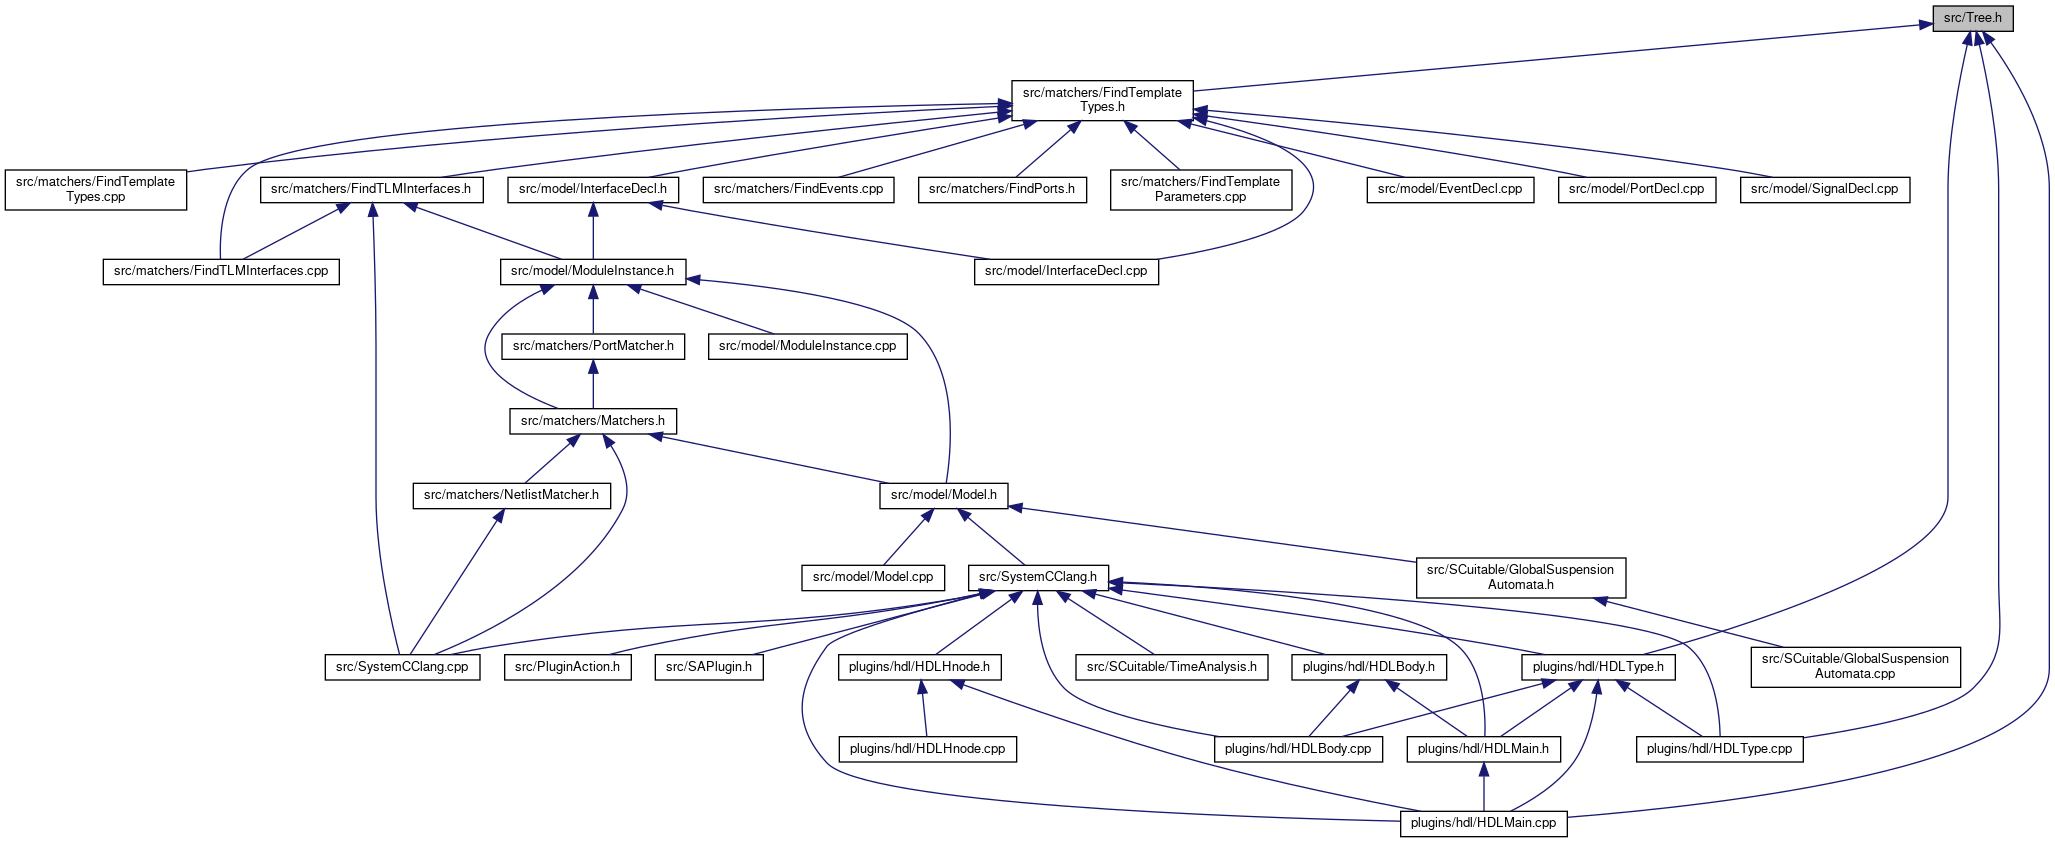 src/Tree.h
src/matchers/FindTemplate
Types.h
src/matchers/FindTemplate
Types.cpp
src/matchers/FindTLMInterfaces.h
src/model/InterfaceDecl.h
src/matchers/FindEvents.cpp
src/matchers/FindPorts.h
src/matchers/FindTemplate
Parameters.cpp
src/model/EventDecl.cpp
src/model/PortDecl.cpp
src/model/SignalDecl.cpp
src/matchers/FindTLMInterfaces.cpp
src/model/ModuleInstance.h
src/model/InterfaceDecl.cpp
src/matchers/PortMatcher.h
src/model/ModuleInstance.cpp
src/matchers/Matchers.h
src/matchers/NetlistMatcher.h
src/model/Model.h
src/model/Model.cpp
src/SystemCClang.h
src/SCuitable/GlobalSuspension
Automata.h
src/SystemCClang.cpp
src/PluginAction.h
src/SAPlugin.h
plugins/hdl/HDLHnode.h
src/SCuitable/TimeAnalysis.h
plugins/hdl/HDLBody.h
plugins/hdl/HDLType.h
src/SCuitable/GlobalSuspension
Automata.cpp
plugins/hdl/HDLHnode.cpp
plugins/hdl/HDLBody.cpp
plugins/hdl/HDLMain.h
plugins/hdl/HDLType.cpp
plugins/hdl/HDLMain.cpp